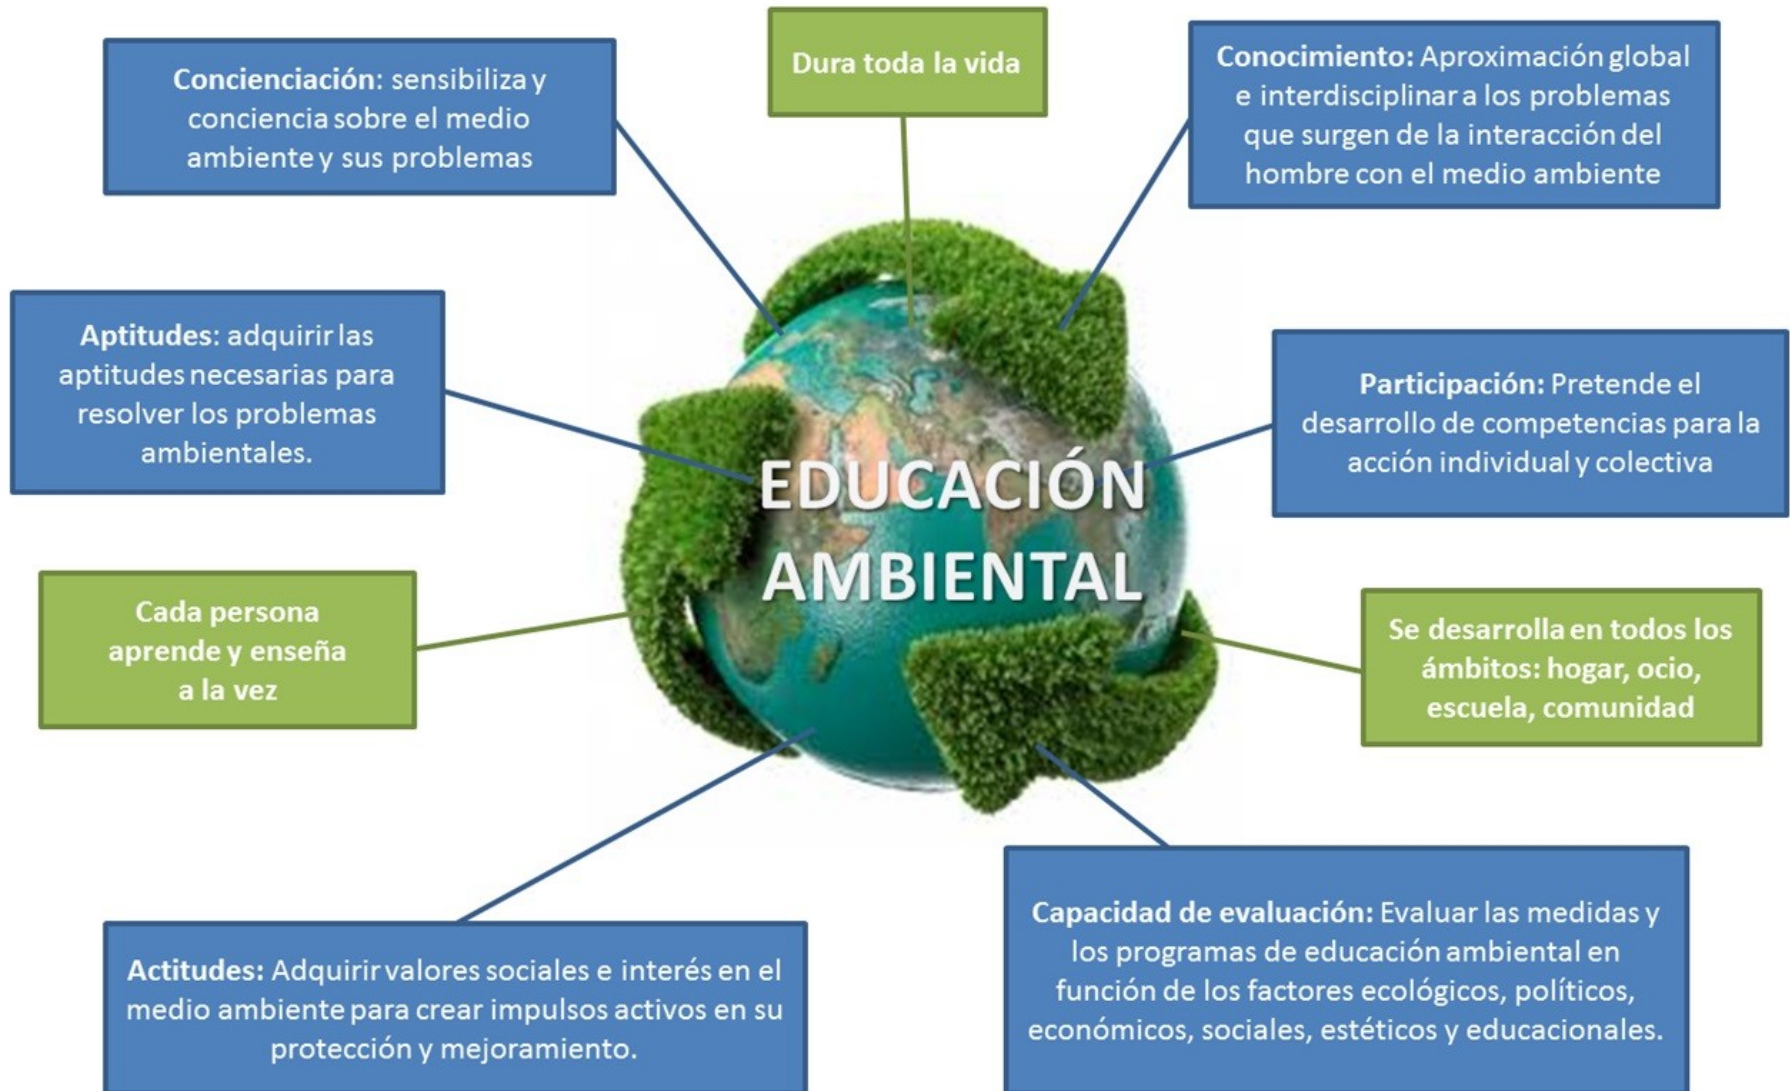 Concienciación: sensibiliza y
conciencia sobre el medio
ambiente y sus problemas
Dura toda la vida
Conocimiento: Aproximación global
e interdisciplinar a los problemas
que surgen de la interacción del
hombre con el medio ambiente
Aptitudes: adquirir las
aptitudes necesarias para
resolver los problemas
ambientales.
Participación: Pretende el
desarrollo de competencias para la
acción individual y colectiva
EDUCACIÓN
AMBIENTAL
Cada persona
aprende y enseña
a la vez
Se desarrolla en todos los
ámbitos: hogar, ocio,
escuela, comunidad
Actitudes: Adquirir valores sociales e interés en el
medio ambiente para crear impulsos activos en su
protección y mejoramiento.
Capacidad de evaluación: Evaluar las medidas y
los programas de educación ambiental en
función de los factores ecológicos, políticos,
económicos, sociales, estéticos y educacionales.